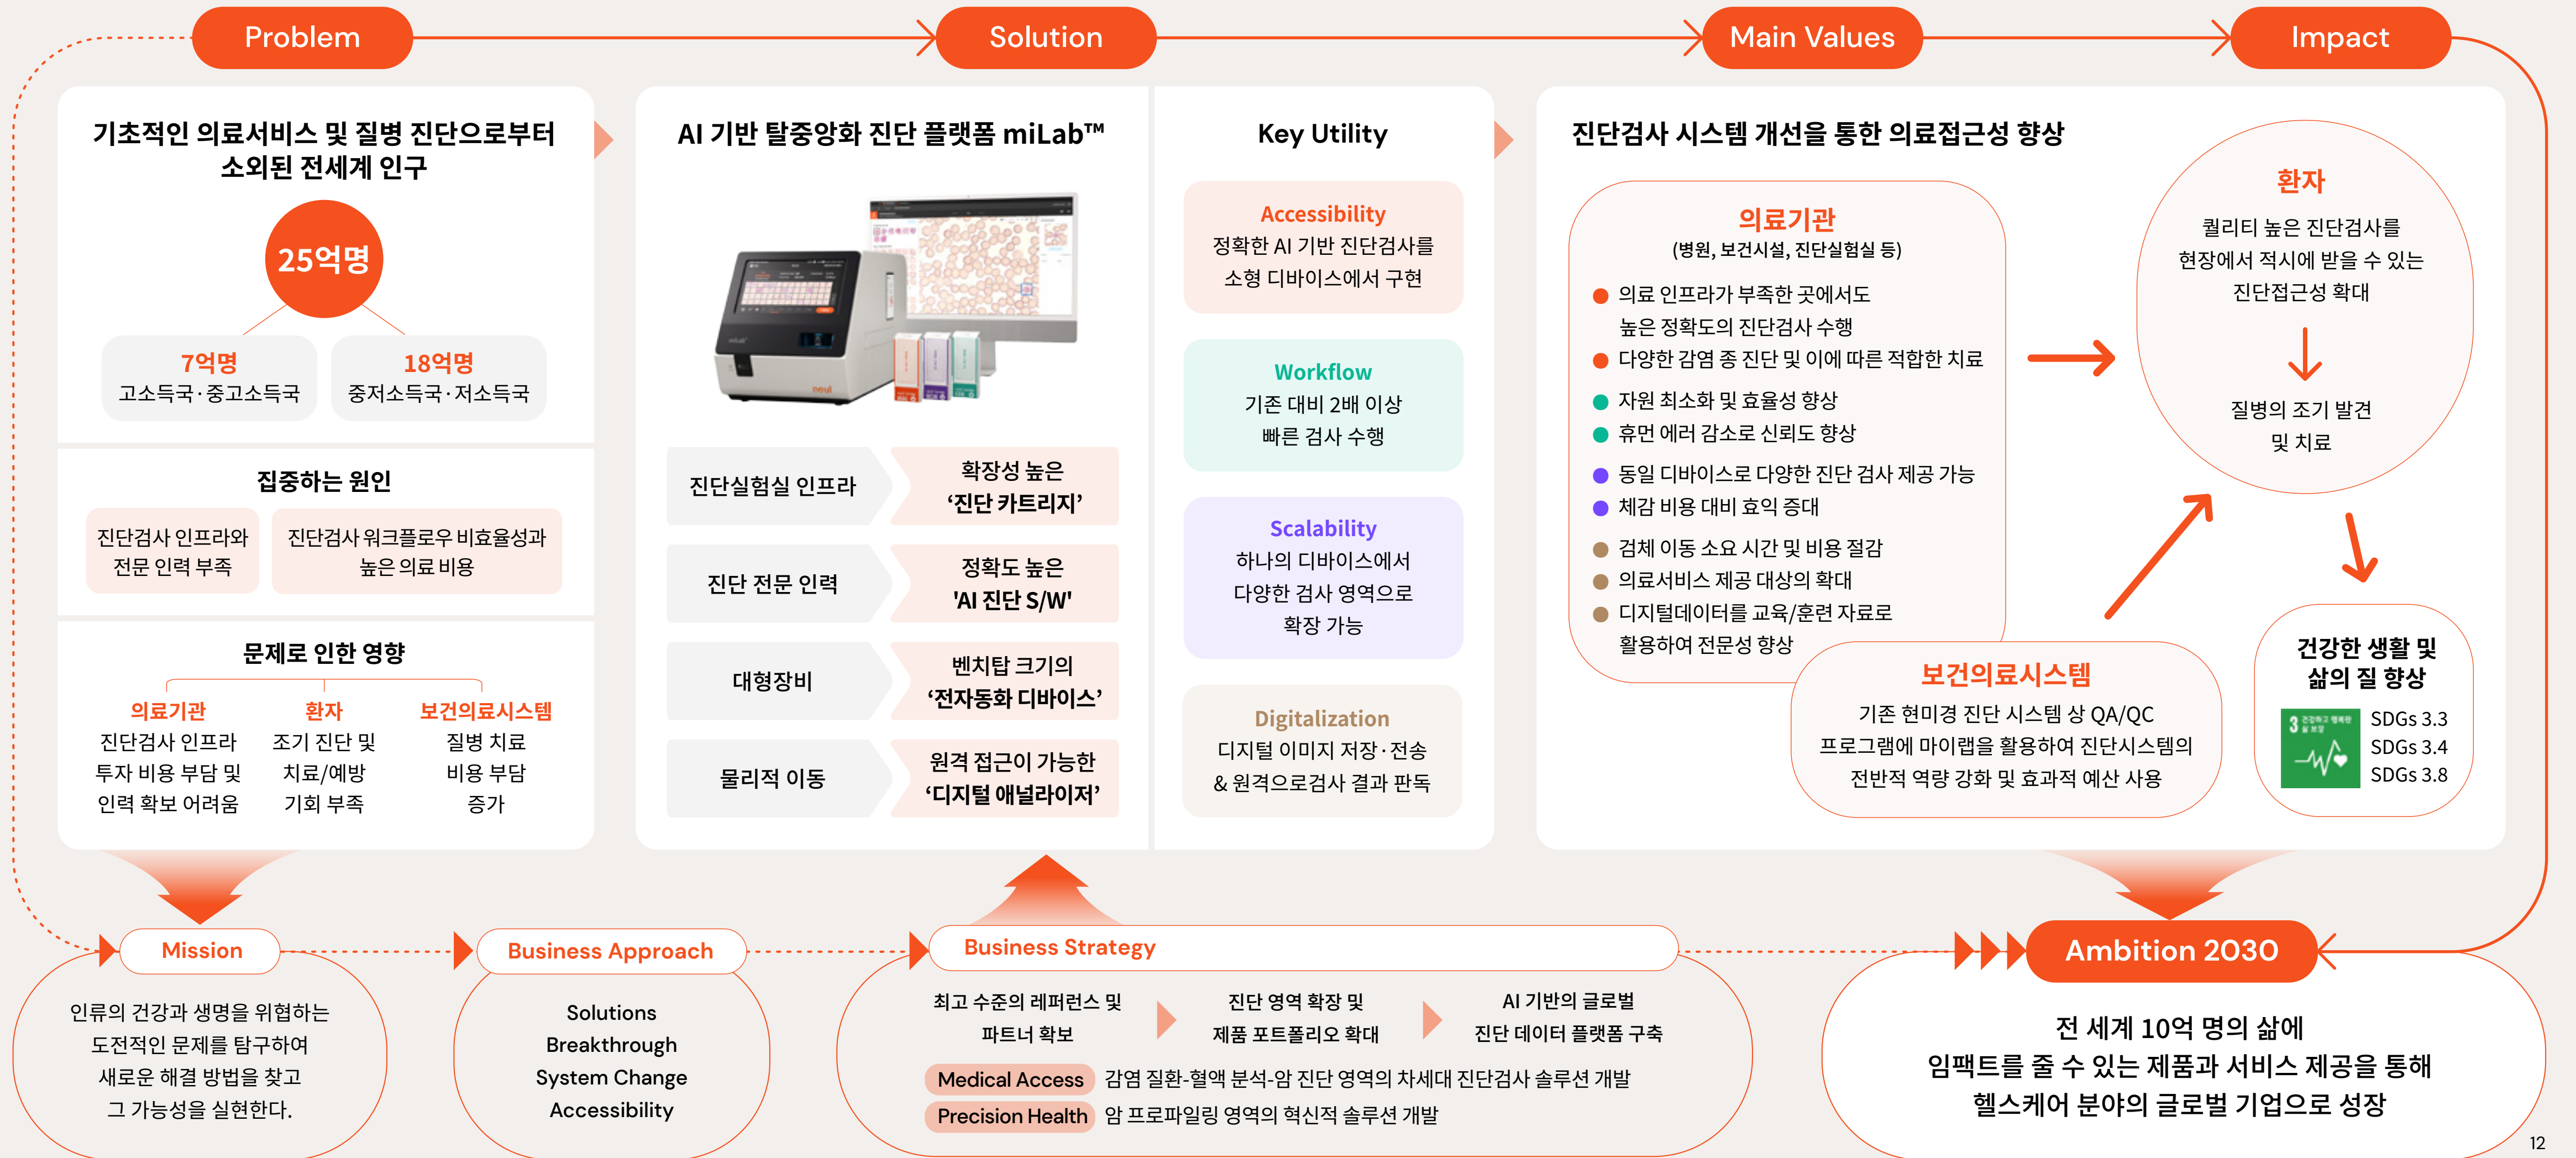 Problem
Solution
Main Values
Impact
기초적인 의료서비스 및 질병 진단으로부터
소외된 전세계 인구
25억명
7억명
고소득국·중고소득국
18억명
중저소득국·저소득국
집중하는 원인
진단검사 인프라와
전문 인력 부족
진단검사 워크플로우 비효율성과
높은 의료 비용
문제로 인한 영향
의료기관
진단검사 인프라
투자 비용 부담 및
인력 확보 어려움
환자
조기 진단 및
치료/예방
기회 부족
보건의료시스템
질병 치료
비용 부담
증가
AI 기반 탈중앙화 진단 플랫폼 miLab™
miLab
noul
진단실험실 인프라
확장성 높은
‘진단 카트리지’
진단 전문 인력
정확도 높은
'AI 진단 S/W'
대형장비
벤치탑 크기의
‘전자동화 디바이스’
물리적 이동
원격 접근이 가능한
‘디지털 애널라이저’
Key Utility
Accessibility
정확한 AI 기반 진단검사를
소형 디바이스에서 구현
Workflow
기존 대비 2배 이상
빠른 검사 수행
Scalability
하나의 디바이스에서
다양한 검사 영역으로
확장 가능
Digitalization
디지털 이미지 저장·전송
& 원격으로검사 결과 판독
진단검사 시스템 개선을 통한 의료접근성 향상
의료기관
(병원, 보건시설, 진단실험실 등)
의료 인프라가 부족한 곳에서도
높은 정확도의 진단검사 수행
다양한 감염 종 진단 및 이에 따른 적합한 치료
자원 최소화 및 효율성 향상
휴먼 에러 감소로 신뢰도 향상
동일 디바이스로 다양한 진단 검사 제공 가능
체감 비용 대비 효익 증대
검체 이동 소요 시간 및 비용 절감
의료서비스 제공 대상의 확대
디지털데이터를 교육/훈련 자료로
활용하여 전문성 향상
환자
퀄리티 높은 진단검사를
현장에서 적시에 받을 수 있는
진단접근성 확대
질병의 조기 발견
및 치료
보건의료시스템
기존 현미경 진단 시스템 상 QA/QC
프로그램에 마이랩을 활용하여 진단시스템의
전반적 역량 강화 및 효과적 예산 사용
건강한 생활 및
삶의 질 향상
3 건강하고 행복한
삶 보장
SDGs 3.3
SDGs 3.4
SDGs 3.8
Mission
인류의 건강과 생명을 위협하는
도전적인 문제를 탐구하여
새로운 해결 방법을 찾고
그 가능성을 실현한다.
Business Approach
Solutions
Breakthrough
System Change
Accessibility
Business Strategy
최고 수준의 레퍼런스 및
파트너 확보
진단 영역 확장 및
제품 포트폴리오 확대
AI 기반의 글로벌
진단 데이터 플랫폼 구축
Medical Access 감염 질환-혈액 분석-암 진단 영역의 차세대 진단검사 솔루션 개발
Precision Health 암 프로파일링 영역의 혁신적 솔루션 개발
Ambition 2030
전 세계 10억 명의 삶에
임팩트를 줄 수 있는 제품과 서비스 제공을 통해
헬스케어 분야의 글로벌 기업으로 성장
12